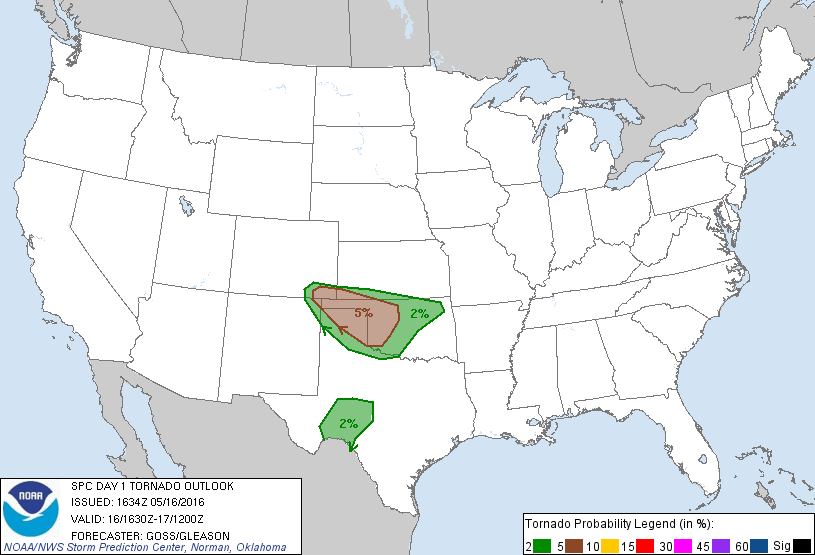 5%
2%
2%
NOAA
SPC DAY 1 TORNADO OUTLOOK
ISSUED: 1634Z 05/16/2016
VALID: 16/1630Z-17/1200Z
FORECASTER: GOSS/GLEASON
NOAA/NWS Storm Prediction Center, Norman, Oklahoma
Tornado Probability Legend (in %):
2 5 10 15 30 45 60 Sig